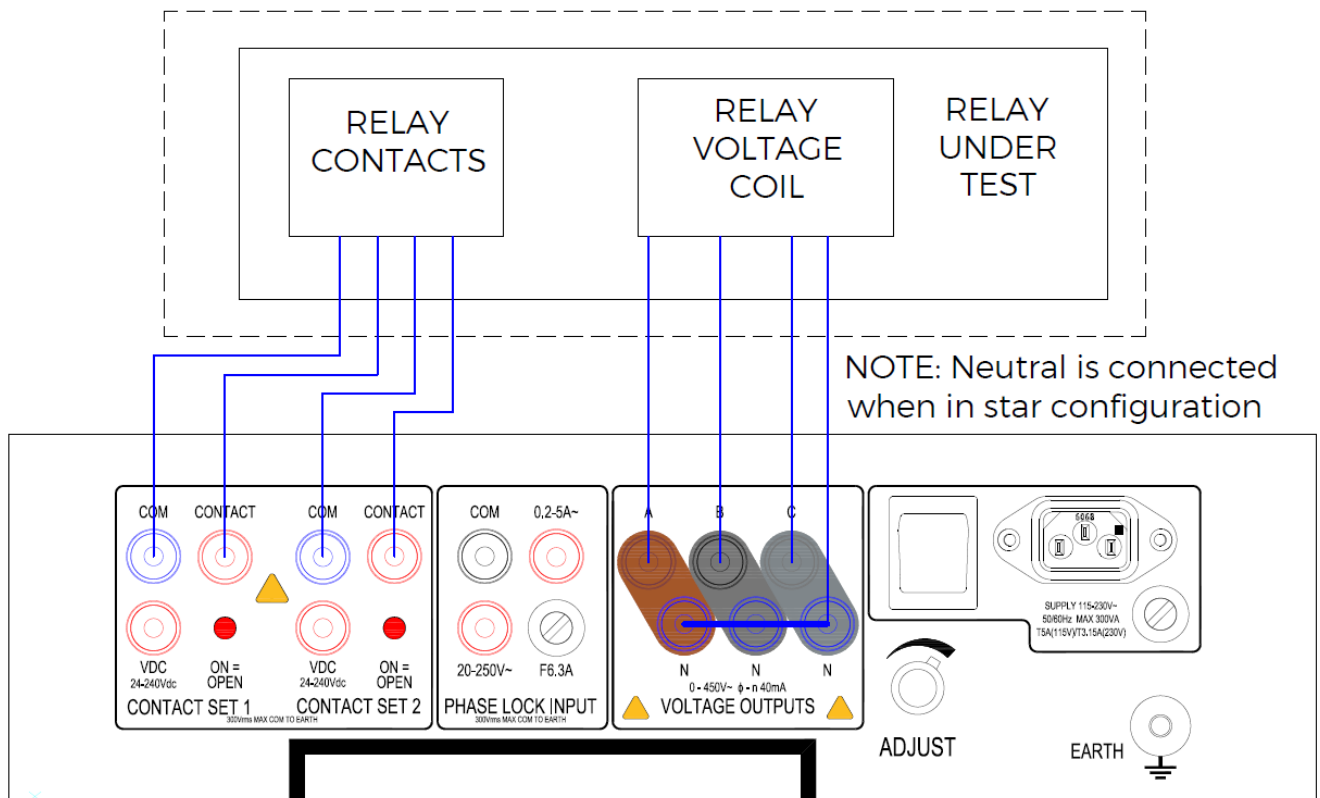 RELAY
CONTACTS
RELAY
VOLTAGE
COIL
RELAY
UNDER
TEST
NOTE: Neutral is connected
when in star configuration
COM
CONTACT
COM
CONTACT
VDC
24-240Vdc
ON =
OPEN
VDC
24-240Vdc
ON =
OPEN
CONTACT SET 1
CONTACT SET 2
300Vrms MAX COM TO EARTH
COM
0,2-5A~
20-250V~
F6.3A
PHASE LOCK INPUT
300Vrms MAX COM TO EARTH
A
B
C
N
N
N
0 - 450V~ ϕ - n 40mA
VOLTAGE OUTPUTS
SUPPLY 115-230V~
50/60Hz MAX 300VA
T5A(115V)/T3.15A(230V)
ADJUST
EARTH